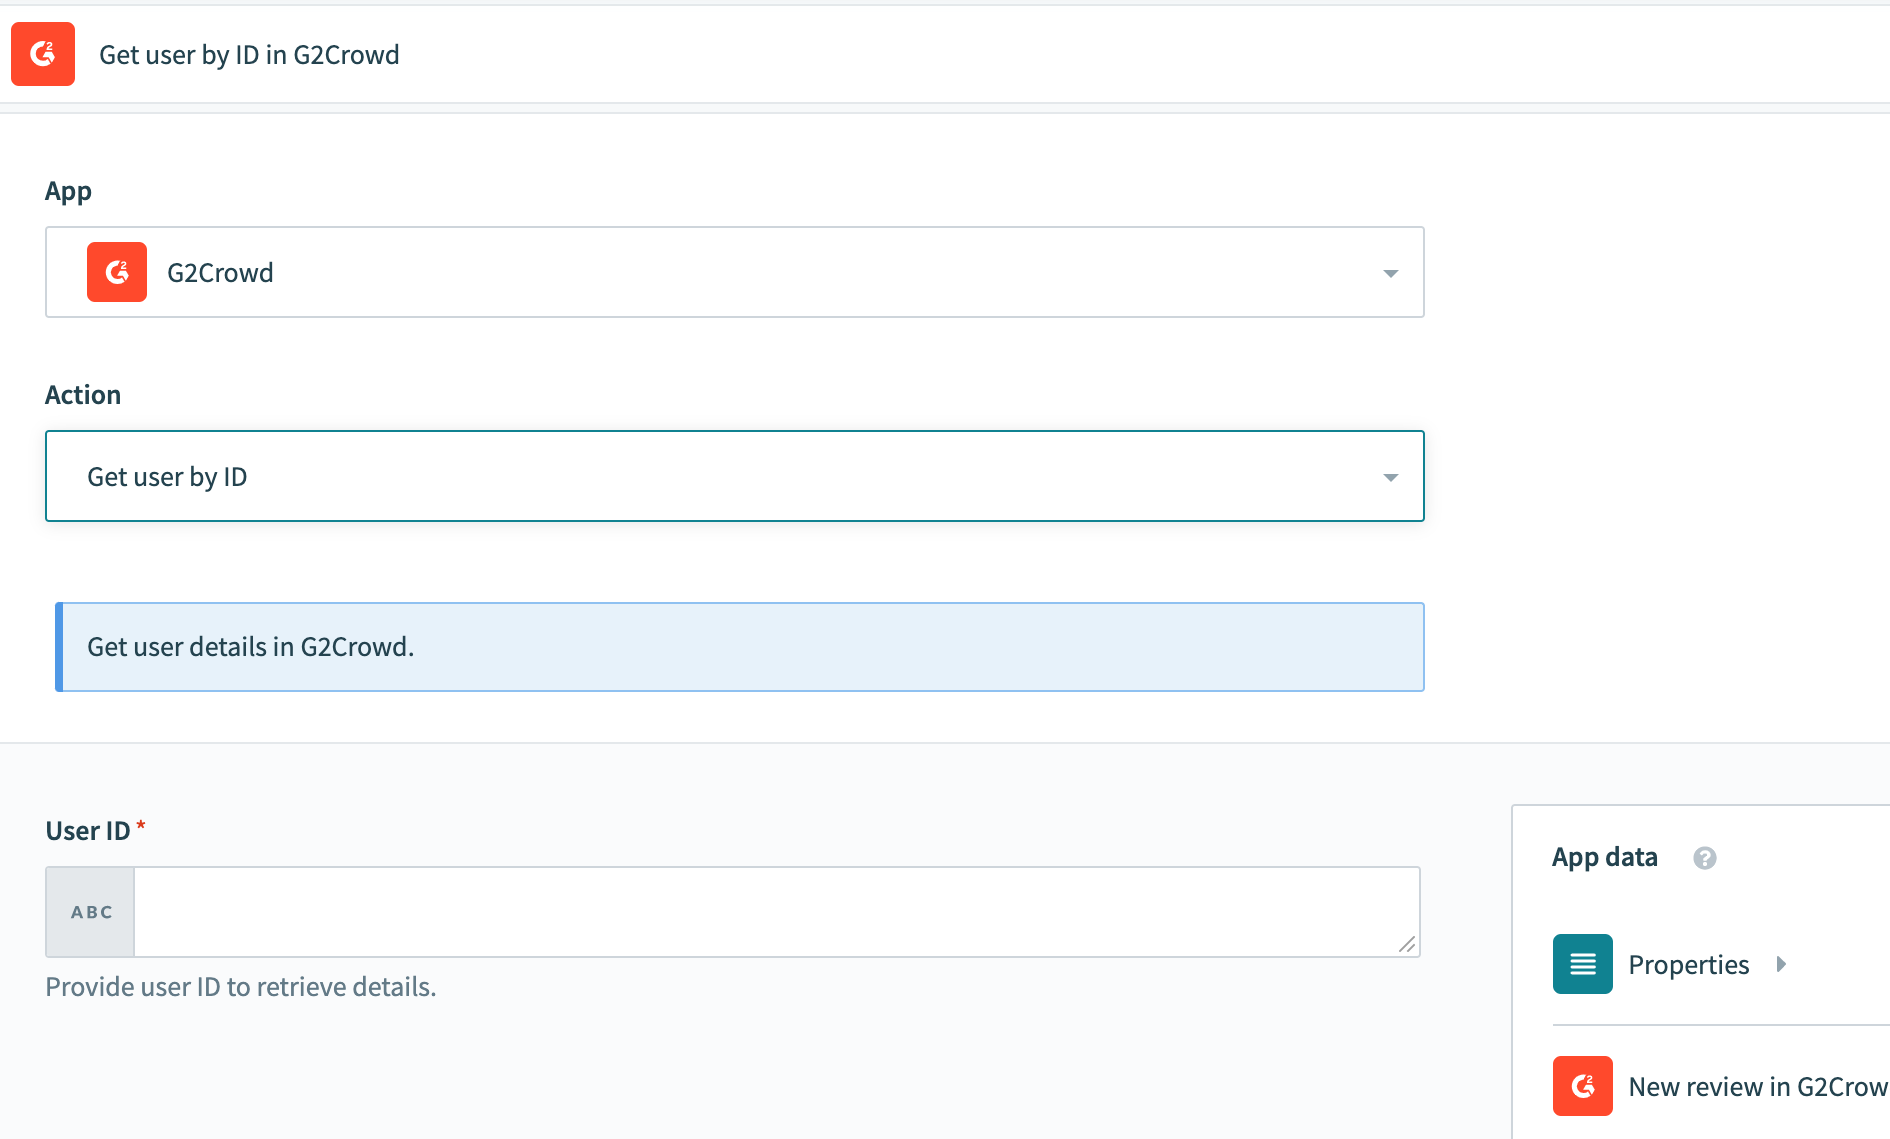 Get user by ID in G2Crowd
App
G2Crowd
Action
Get user by ID
Get user details in G2Crowd.
User ID *
ABC
Provide user ID to retrieve details.
App data ?
Properties
New review in G2Crow